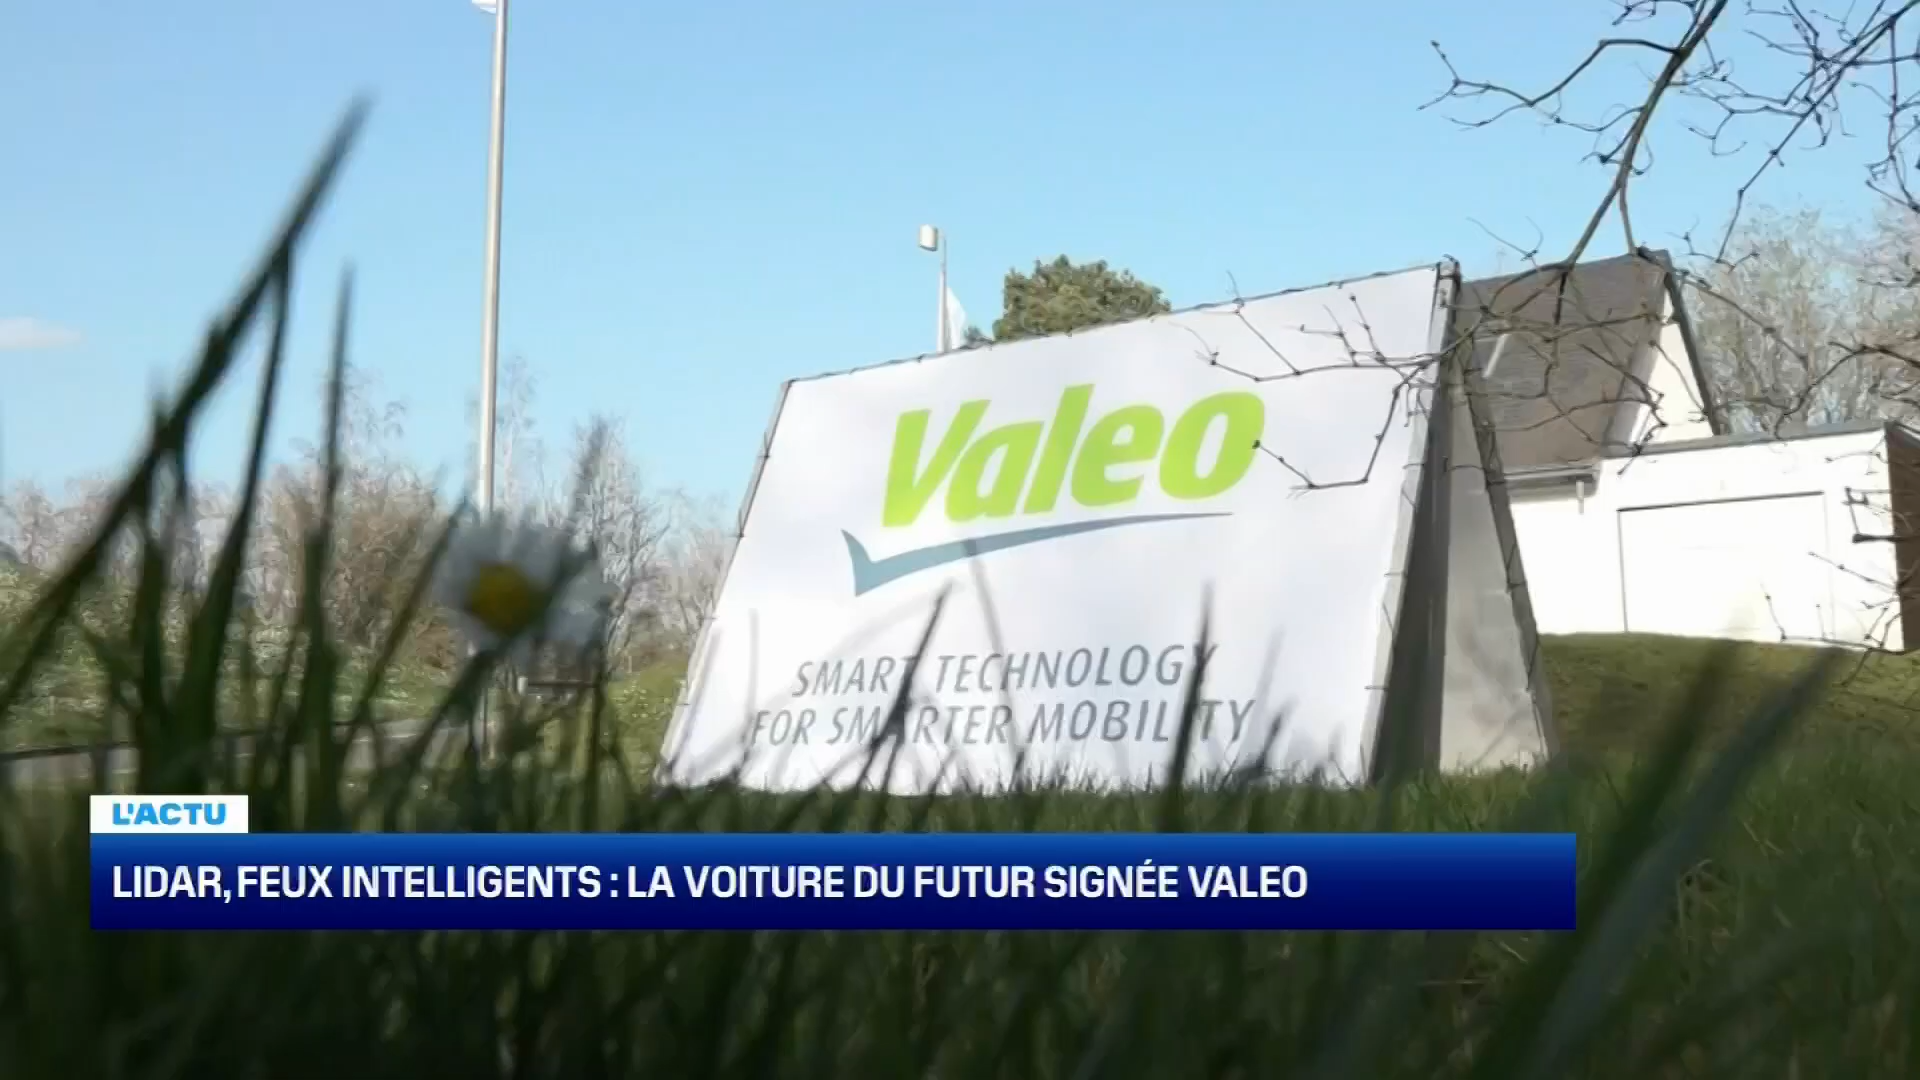 Valeo
SMART TECHNOLOGY
FOR SMARTER MOBILITY
L'ACTU
LIDAR, FEUX INTELLIGENTS : LA VOITURE DU FUTUR SIGNÉE VALEO